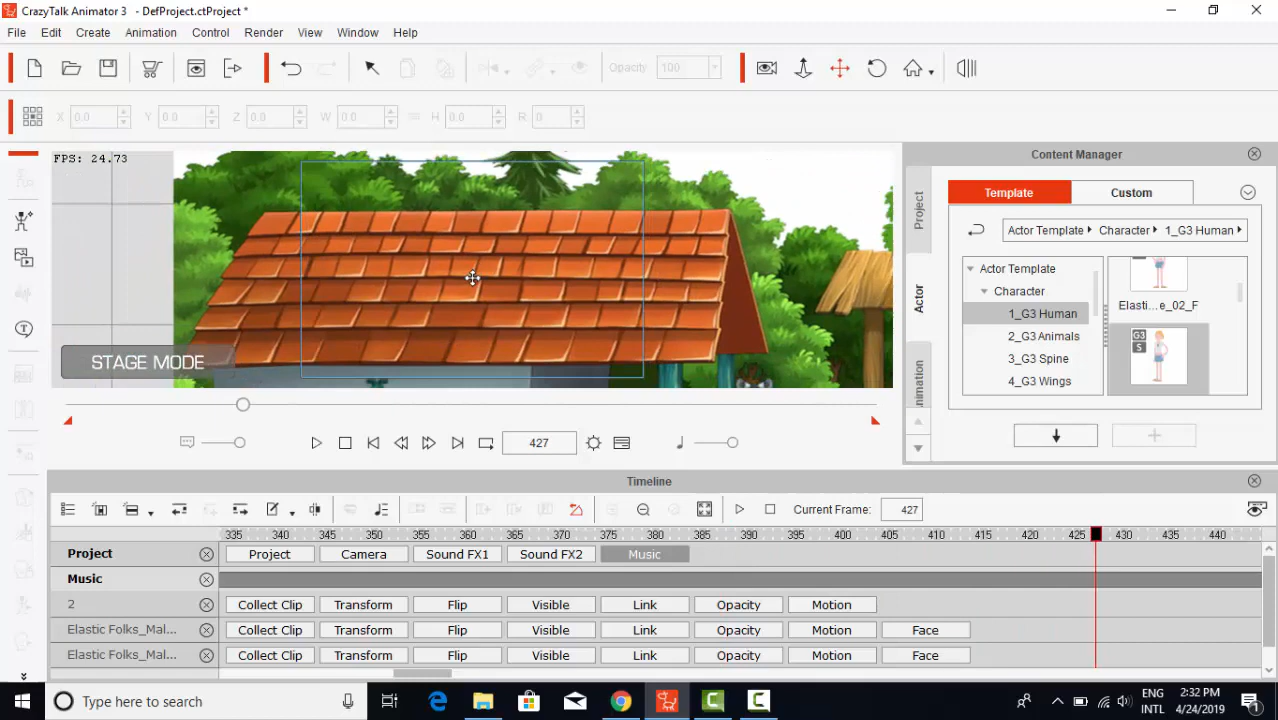 CrazyTalk Animator 3 - DefProject.ctProject *
File Edit Create Animation Control Render View Window Help
Opacity: 100
X 0.0 Y 0.0 Z 0.0 W 0.0 H 0.0 R 0
FPS: 24.73
STAGE MODE
427
Content Manager
Project
Actor
Animation
Template Custom
Actor Template Character 1_G3 Human
Actor Template
Character
1_G3 Human
2_G3 Animals
3_G3 Spine
4_G3 Wings
Elasti...e_02_F
G3
S
Timeline
Current Frame: 427
335 340 345 350 355 360 365 370 375 380 385 390 395 400 405 410 415 420 425 430 435 440
Project Project Camera Sound FX1 Sound FX2 Music
Music
2 Collect Clip Transform Flip Visible Link Opacity Motion
Elastic Folks_Mal... Collect Clip Transform Flip Visible Link Opacity Motion Face
Elastic Folks_Mal... Collect Clip Transform Flip Visible Link Opacity Motion Face
Type here to search
ENG
INTL
2:32 PM
4/24/2019
1